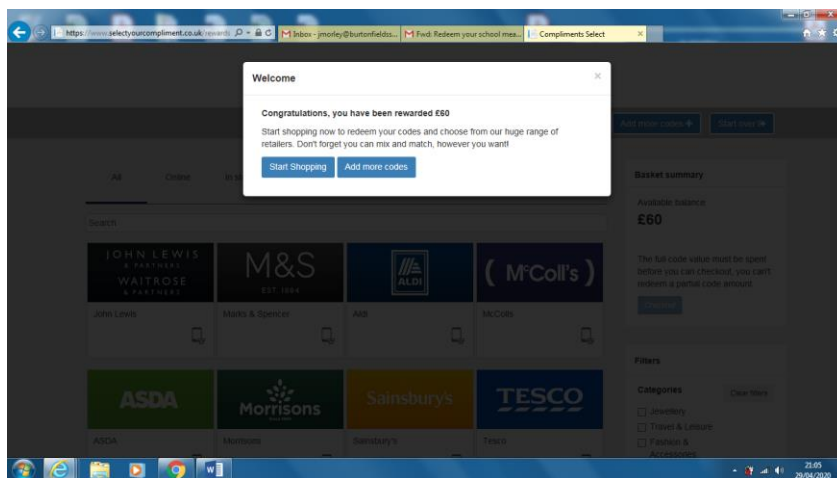 https://www.selectyourcompliment.co.uk/rewards
Inbox - jmorley@burtonfieldss...
Fwd: Redeem your school mea...
Compliments Select
Add more codes
Start over
Welcome
Congratulations, you have been rewarded £60
Start shopping now to redeem your codes and choose from our huge range of
retailers. Don't forget you can mix and match, however you want!
Start Shopping
Add more codes
All
Online
Search
JOHN LEWIS
& PARTNERS
WAITROSE
& PARTNERS
M&S
EST. 1884
ALDI
( McColl's )
John Lewis
Marks & Spencer
Aldi
McColls
ASDA
Morrisons
Sainsbury's
TESCO
ASDA
Morrisons
Sainsbury's
Tesco
Basket summary
Available balance
£60
The full code value must be spent
before you can checkout, you can't
redeem a partial code amount.
Checkout
Filters
Categories
Clear filters
Jewellery
Travel & Leisure
Fashion &
Accessories
21:05
29/04/2020